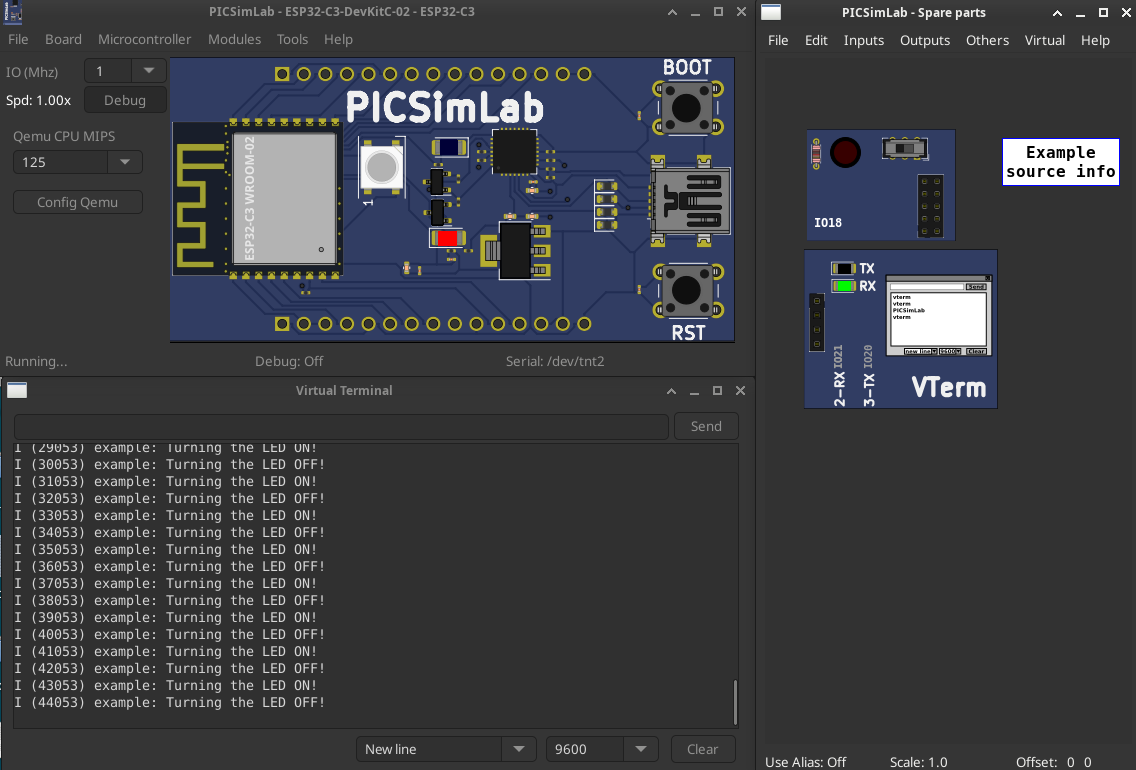 PICSimLab - ESP32-C3-DevKitC-02 - ESP32-C3
File Board Microcontroller Modules Tools Help
IO (Mhz) 1
Spd: 1.00x Debug
Qemu CPU MIPS
125
Config Qemu
PICSimLab
BOOT
ESP32-C3 WROOM-02
1
RST
Running... Debug: Off Serial: /dev/tnt2
Virtual Terminal
Send
I (29053) example: Turning the LED ON!
I (30053) example: Turning the LED OFF!
I (31053) example: Turning the LED ON!
I (32053) example: Turning the LED OFF!
I (33053) example: Turning the LED ON!
I (34053) example: Turning the LED OFF!
I (35053) example: Turning the LED ON!
I (36053) example: Turning the LED OFF!
I (37053) example: Turning the LED ON!
I (38053) example: Turning the LED OFF!
I (39053) example: Turning the LED ON!
I (40053) example: Turning the LED OFF!
I (41053) example: Turning the LED ON!
I (42053) example: Turning the LED OFF!
I (43053) example: Turning the LED ON!
I (44053) example: Turning the LED OFF!
New line 9600 Clear
PICSimLab - Spare parts
File Edit Inputs Outputs Others Virtual Help
IO18
Example
source info
TX
RX
Send
vterm
vterm
PICSimLab
vterm
new line 9600 Clear
2-RX IO21
3-TX IO20
VTerm
Use Alias: Off Scale: 1.0 Offset: 0 0